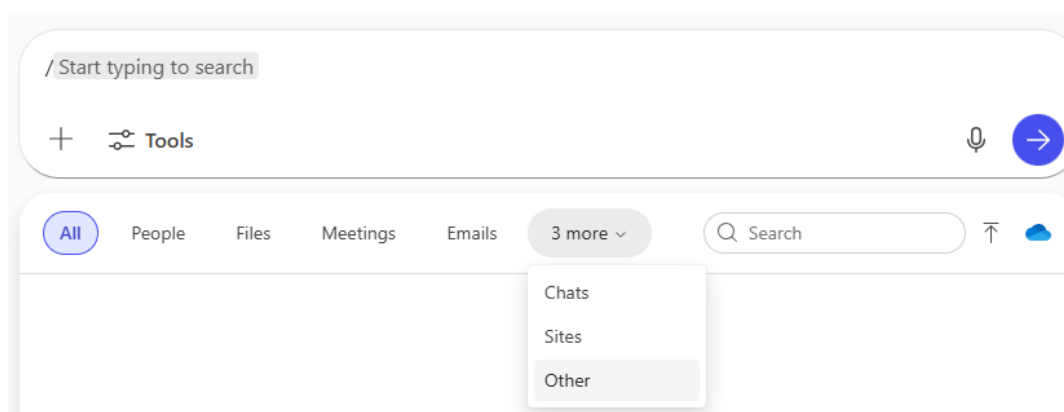 /Start typing to search
Tools
All People Files Meetings Emails 3 more Search
Chats
Sites
Other